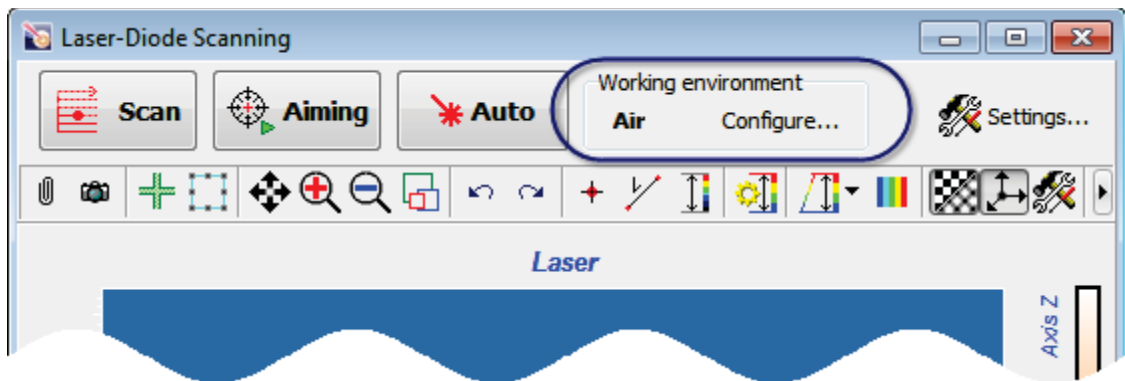 Laser-Diode Scanning
Working environment
Scan Aiming Auto Air Configure... Settings...
Laser
Axis Z